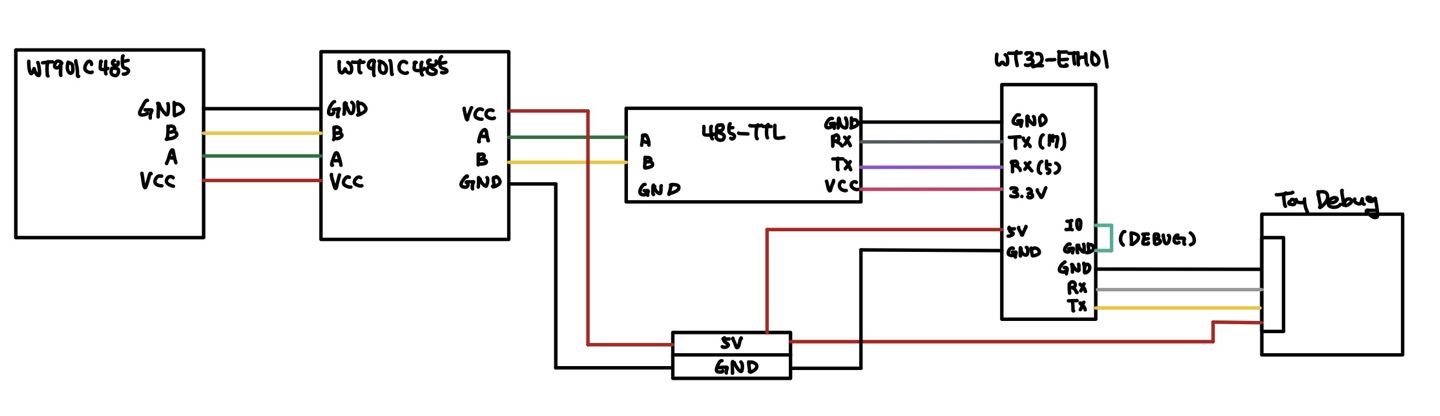 WT901C485
GND
B
A
VCC
WT901C485
GND
B
A
VCC
VCC
A
B
GND
485-TTL
A
B
GND
GND
Rx
Tx
VCC
WT32-ETH01
GND
TX (17)
RX (5)
3.3V
5V
GND
IO
GND
(DEBUG)
GND
Rx
Tx
Toy Debug
5V
GND